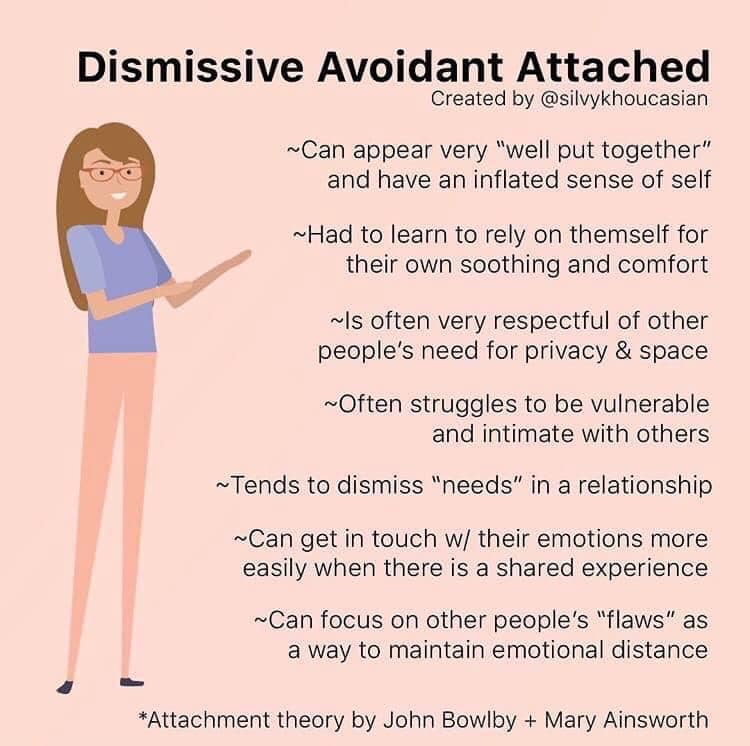 Dismissive Avoidant Attached
Created by @silvykhoucasian
~Can appear very "well put together"
and have an inflated sense of self
~Had to learn to rely on themself for
their own soothing and comfort
~Is often very respectful of other
people's need for privacy & space
~Often struggles to be vulnerable
and intimate with others
~Tends to dismiss "needs" in a relationship
~Can get in touch w/ their emotions more
easily when there is a shared experience
~Can focus on other people's "flaws" as
a way to maintain emotional distance
*Attachment theory by John Bowlby + Mary Ainsworth